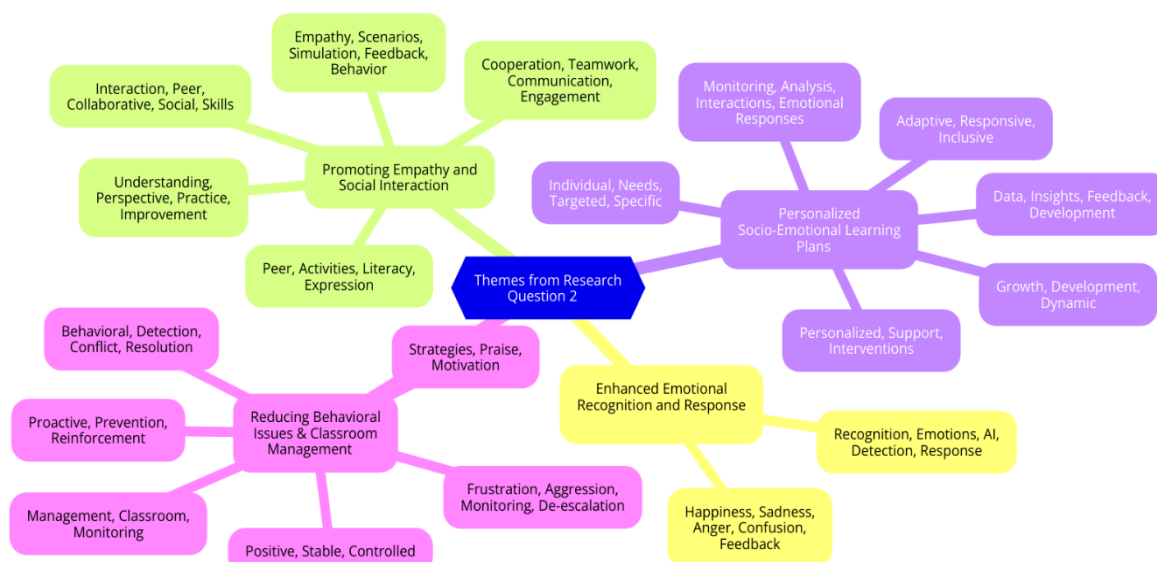 Empathy, Scenarios,
Simulation, Feedback,
Behavior
Cooperation, Teamwork,
Communication,
Engagement
Interaction, Peer,
Collaborative, Social, Skills
Promoting Empathy and
Social Interaction
Understanding,
Perspective, Practice,
Improvement
Peer, Activities, Literacy,
Expression
Monitoring, Analysis,
Interactions, Emotional
Responses
Adaptive, Responsive,
Inclusive
Individual, Needs,
Targeted, Specific
Personalized
Socio-Emotional Learning
Plans
Data, Insights, Feedback,
Development
Growth, Development,
Dynamic
Personalized, Support,
Interventions
Themes from Research
Question 2
Behavioral, Detection,
Conflict, Resolution
Strategies, Praise,
Motivation
Proactive, Prevention,
Reinforcement
Reducing Behavioral
Issues & Classroom
Management
Management, Classroom,
Monitoring
Frustration, Aggression,
Monitoring, De-escalation
Positive, Stable, Controlled
Enhanced Emotional
Recognition and Response
Recognition, Emotions, AI,
Detection, Response
Happiness, Sadness,
Anger, Confusion,
Feedback